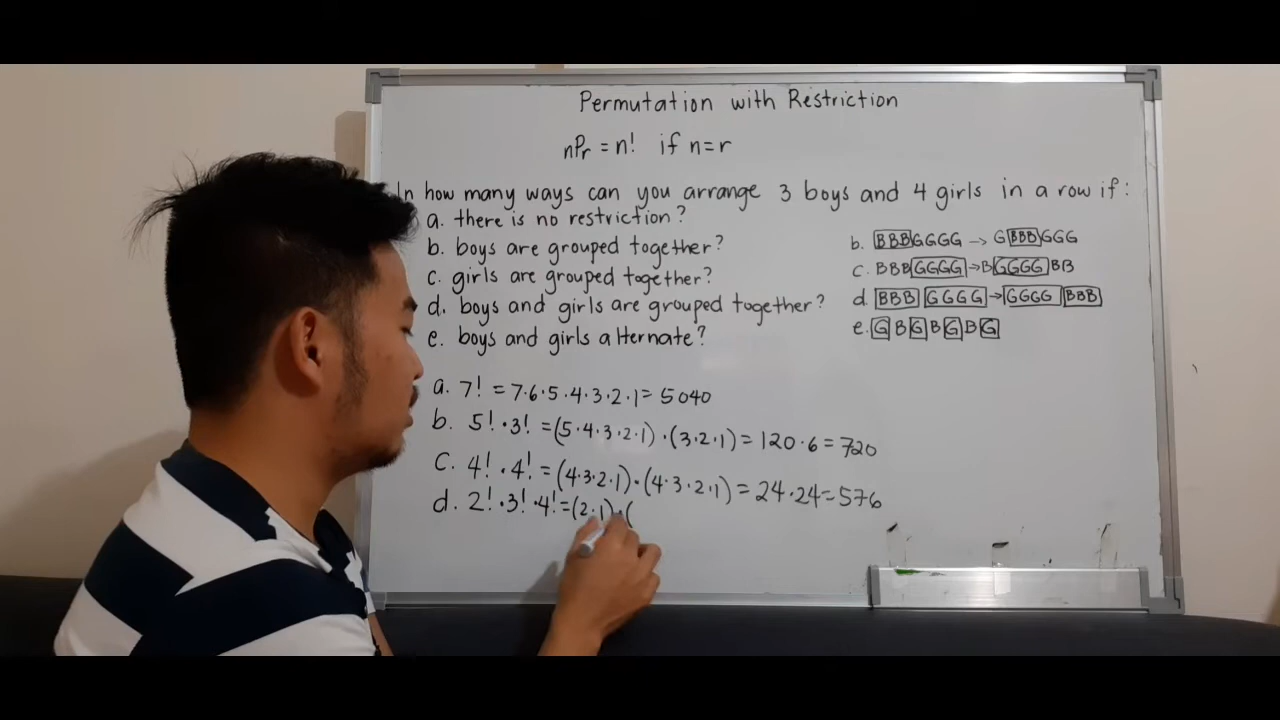 Permutation with Restriction
nPr = n! if n=r
In how many ways can you arrange 3 boys and 4 girls in a row if:
a. there is no restriction?
b. boys are grouped together?
c. girls are grouped together?
d. boys and girls are grouped together?
e. boys and girls alternate?
b. BBBGGGG → GBBBGGG
c. BBBGGGG → BGGGGBB
d. BBB GGGG → GGGG BBB
e. GBGBGBG
a. 7! = 7·6·5·4·3·2·1 = 5040
b. 5!·3! = (5·4·3·2·1)·(3·2·1) = 120·6 = 720
C. 4!·4! = (4·3·2·1)·(4·3·2·1) = 24·24 = 576
d. 2!·3!·4! = (2·1)·(